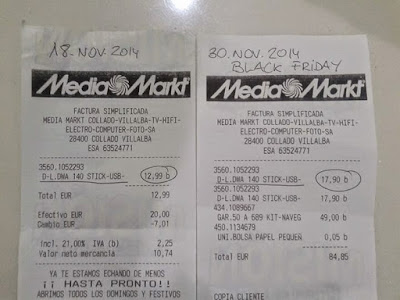 18. NOV. 2014
Media Markt
FACTURA SIMPLIFICADA
MEDIA MARKT COLLADO-VILLALBA-TV-HIFI-
ELECTRO-COMPUTER-FOTO-SA
28400 COLLADO VILLALBA
ESA 63524771
3560.1052293
D-L.DWA 140 STICK-USB- 12,99 b
Total EUR 12,99
Efectivo EUR 20,00
Cambio EUR -7,01
incl. 21,00% IVA (b) 2,25
Valor neto mercancia 10,74
YA TE ESTAMOS ECHANDO DE MENOS
¡¡ HASTA PRONTO!!
ABRIMOS TODOS LOS DOMINGOS Y FESTIVOS
30. NOV. 2014
BLACK FRIDAY
Media Markt
FACTURA SIMPLIFICADA
MEDIA MARKT COLLADO-VILLALBA-TV-HIFI-
ELECTRO-COMPUTER-FOTO-SA
28400 COLLADO VILLALBA
ESA 63524771
3560.1052293
D-L.DWA 140 STICK-USB- 17,90 b
3560.1052293
D-L.DWA 140 STICK-USB- 17,90 b
434.1089667
GAR.50 A 689 KIT-NAVEG 49,00 b
450.1134679
UNI.BOLSA PAPEL PEQUEÑ 0,05 b
Total EUR 84,85
COPIA CLIENTE